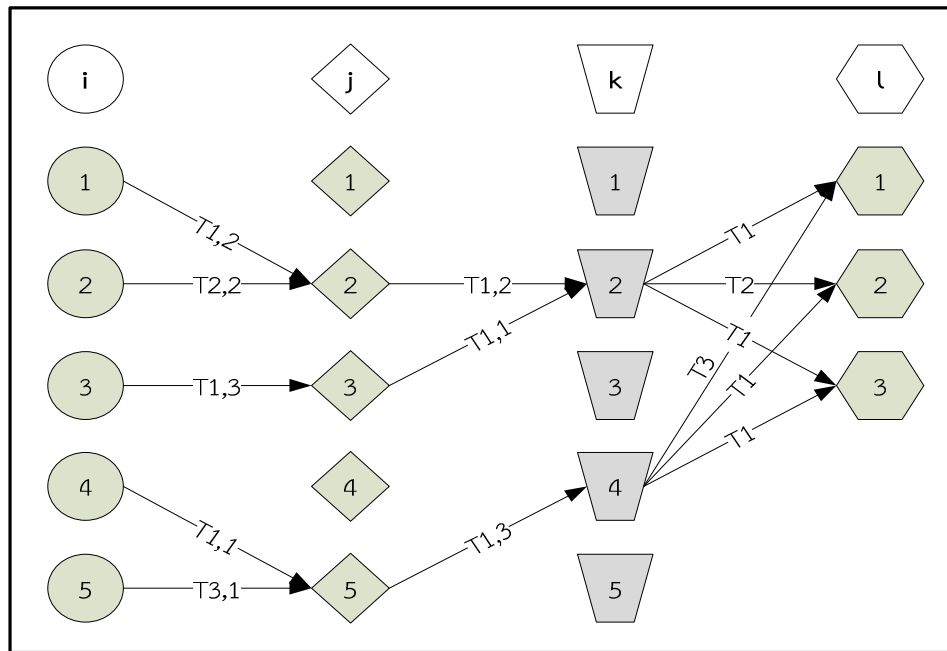 i j k l
1 1 1 1
T1,2 T1
2 T2,2 2 T1,2 2 T2 2
T1,1 T1
3 T1,3 3 3 T3 T1 3
T1
4 4 4
T1,1 T1,3
5 T3,1 5 5